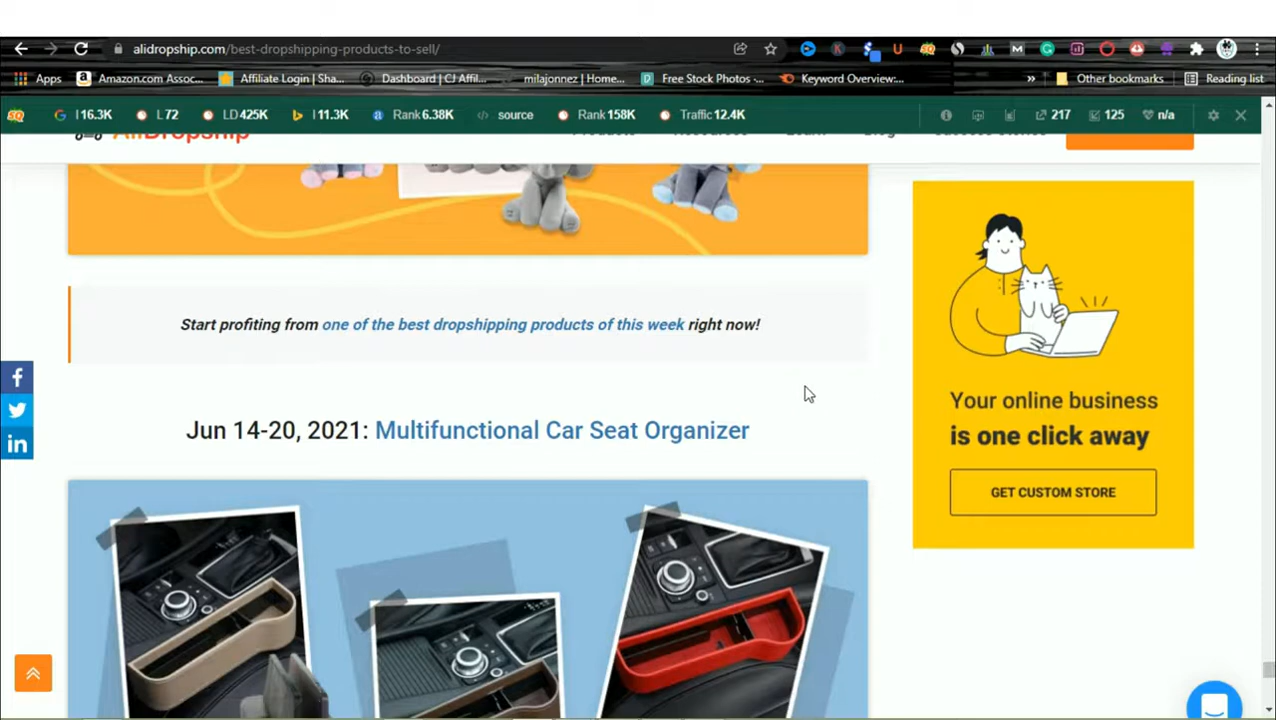 alidropship.com/best-dropshipping-products-to-sell/
Apps
Amazon.com Assoc...
Affiliate Login | Sha...
Dashboard | CJ Affil...
milajonnez | Home...
Free Stock Photos -...
Keyword Overview:...
»
Other bookmarks
Reading list
I 16.3K
L 72
LD 425K
I 11.3K
Rank 6.38K
source
Rank 158K
Traffic 12.4K
217
125
n/a
AliDropship
Start profiting from one of the best dropshipping products of this week right now!
Jun 14-20, 2021: Multifunctional Car Seat Organizer
Your online business
is one click away
GET CUSTOM STORE